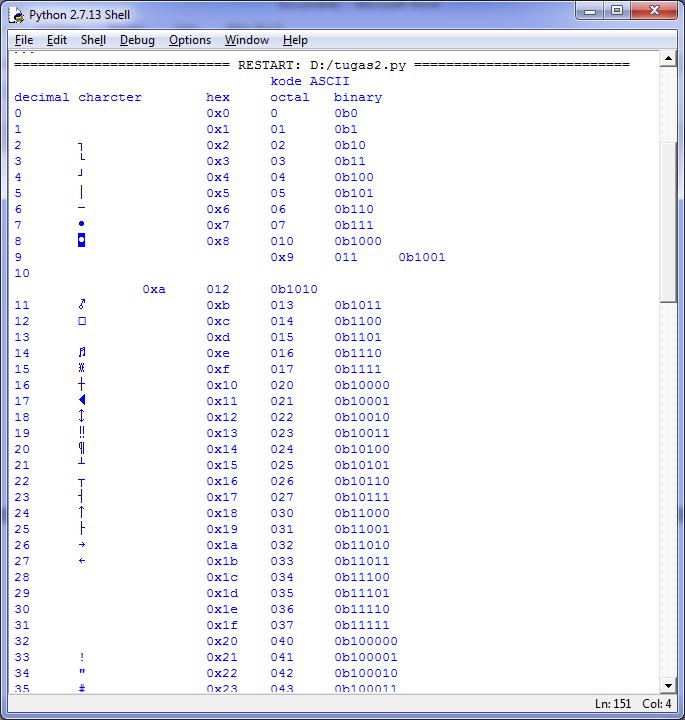 Python 2.7.13 Shell
File Edit Shell Debug Options Window Help
=========================== RESTART: D:/tugas2.py ===========================
kode ASCII
decimal charcter hex octal binary
0 0x0 0 0b0
1 0x1 01 0b1
2 ┐ 0x2 02 0b10
3 └ 0x3 03 0b11
4 ┘ 0x4 04 0b100
5 │ 0x5 05 0b101
6 ─ 0x6 06 0b110
7 • 0x7 07 0b111
8 ◘ 0x8 010 0b1000
9 0x9 011 0b1001
10
0xa 012 0b1010
11 ♂ 0xb 013 0b1011
12 □ 0xc 014 0b1100
13 0xd 015 0b1101
14 ♫ 0xe 016 0b1110
15 ☼ 0xf 017 0b1111
16 ┼ 0x10 020 0b10000
17 ◄ 0x11 021 0b10001
18 ↕ 0x12 022 0b10010
19 ‼ 0x13 023 0b10011
20 ¶ 0x14 024 0b10100
21 ┴ 0x15 025 0b10101
22 ┬ 0x16 026 0b10110
23 ┤ 0x17 027 0b10111
24 ↑ 0x18 030 0b11000
25 ├ 0x19 031 0b11001
26 → 0x1a 032 0b11010
27 ← 0x1b 033 0b11011
28 0x1c 034 0b11100
29 0x1d 035 0b11101
30 0x1e 036 0b11110
31 0x1f 037 0b11111
32 0x20 040 0b100000
33 ! 0x21 041 0b100001
34 " 0x22 042 0b100010
35 # 0x23 043 0b100011
Ln: 151 Col: 4